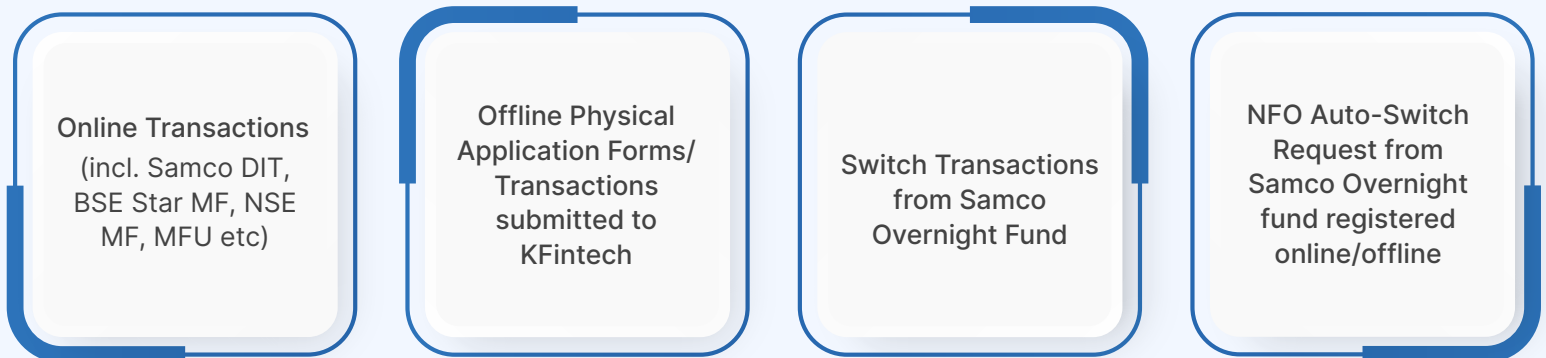 Online Transactions
(incl. Samco DIT,
BSE Star MF, NSE
MF, MFU etc)
Offline Physical
Application Forms/
Transactions
submitted to
KFintech
Switch Transactions
from Samco
Overnight Fund
NFO Auto-Switch
Request from
Samco Overnight
fund registered
online/offline